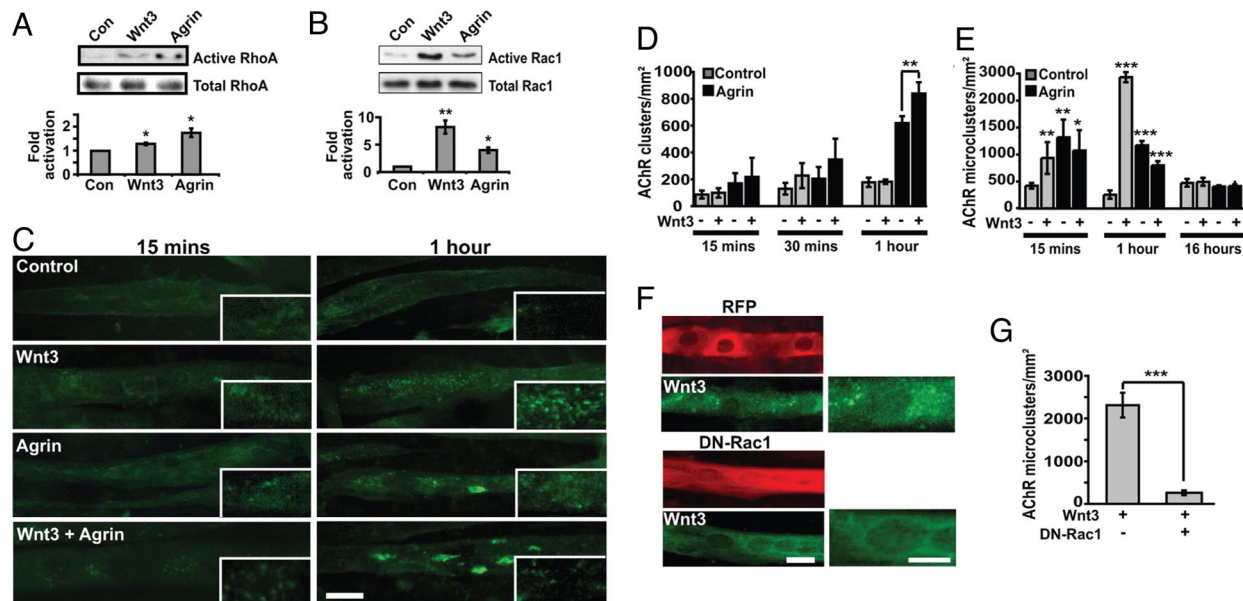 A
Con
Wnt3
Agrin
Active RhoA
Total RhoA
Fold activation
2
1
0
*
*
Con
Wnt3
Agrin
B
Con
Wnt3
Agrin
Active Rac1
Total Rac1
Fold activation
10
5
0
**
*
Con
Wnt3
Agrin
C
15 mins
1 hour
Control
Wnt3
Agrin
Wnt3 + Agrin
D
AChR clusters/mm²
1000
800
600
400
200
0
Control
Agrin
**
Wnt3 - + - + - + - + - + - +
15 mins
30 mins
1 hour
E
AChR microclusters/mm²
3000
2500
1500
1000
500
0
Control
Agrin
** ** *
*** *** ***
Wnt3 - + - + - + - + - + - +
15 mins
1 hour
16 hours
F
RFP
Wnt3
DN-Rac1
Wnt3
G
AChR microclusters/mm²
3000
2000
1000
0
***
Wnt3 + +
DN-Rac1 - +